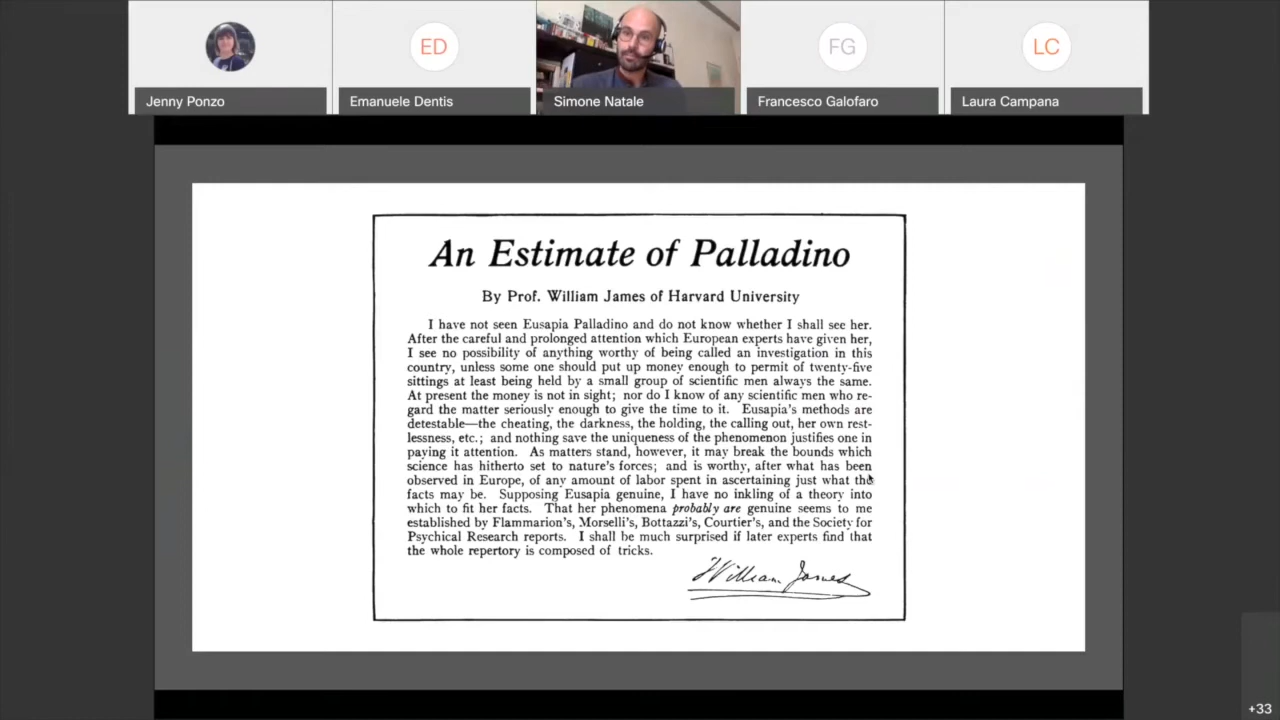 ED
FG
LC
Jenny Ponzo
Emanuele Dentis
Simone Natale
Francesco Galofaro
Laura Campana
An Estimate of Palladino
By Prof. William James of Harvard University
I have not seen Eusapia Palladino and do not know whether I shall see her.
After the careful and prolonged attention which European experts have given her,
I see no possibility of anything worthy of being called an investigation in this
country, unless some one should put up money enough to permit of twenty-five
sittings at least being held by a small group of scientific men always the same.
At present the money is not in sight; nor do I know of any scientific men who re-
gard the matter seriously enough to give the time to it. Eusapia's methods are
detestable—the cheating, the darkness, the holding, the calling out, her own rest-
lessness, etc.; and nothing save the uniqueness of the phenomenon justifies one in
paying it attention. As matters stand, however, it may break the bounds which
science has hitherto set to nature's forces; and is worthy, after what has been
observed in Europe, of any amount of labor spent in ascertaining just what the
facts may be. Supposing Eusapia genuine, I have no inkling of a theory into
which to fit her facts. That her phenomena probably are genuine seems to me
established by Flammarion's, Morselli's, Bottazzi's, Courtier's, and the Society for
Psychical Research reports. I shall be much surprised if later experts find that
the whole repertory is composed of tricks.
William James
+33